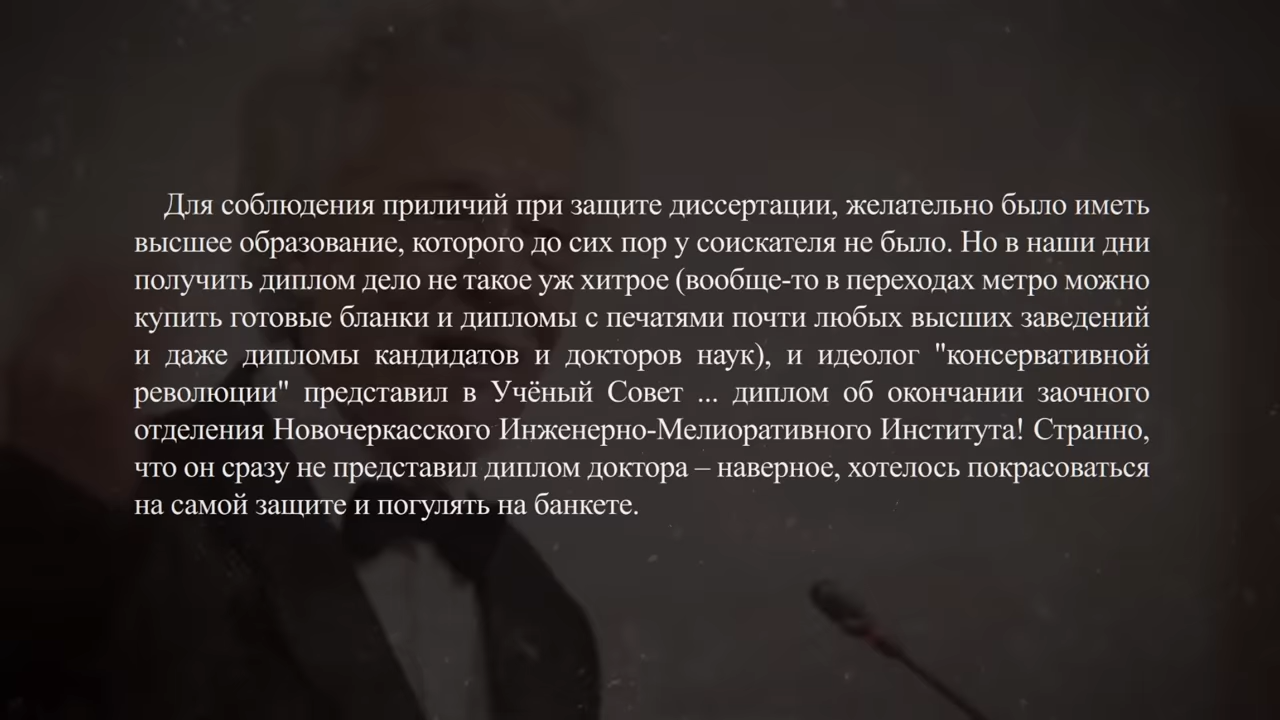 Для соблюдения приличий при защите диссертации, желательно было иметь
высшее образование, которого до сих пор у соискателя не было. Но в наши дни
получить диплом дело не такое уж хитрое (вообще-то в переходах метро можно
купить готовые бланки и дипломы с печатями почти любых высших заведений
и даже дипломы кандидатов и докторов наук), и идеолог "консервативной
революции" представил в Учёный Совет ... диплом об окончании заочного
отделения Новочеркасского Инженерно-Мелиоративного Института! Странно,
что он сразу не представил диплом доктора – наверное, хотелось покрасоваться
на самой защите и погулять на банкете.